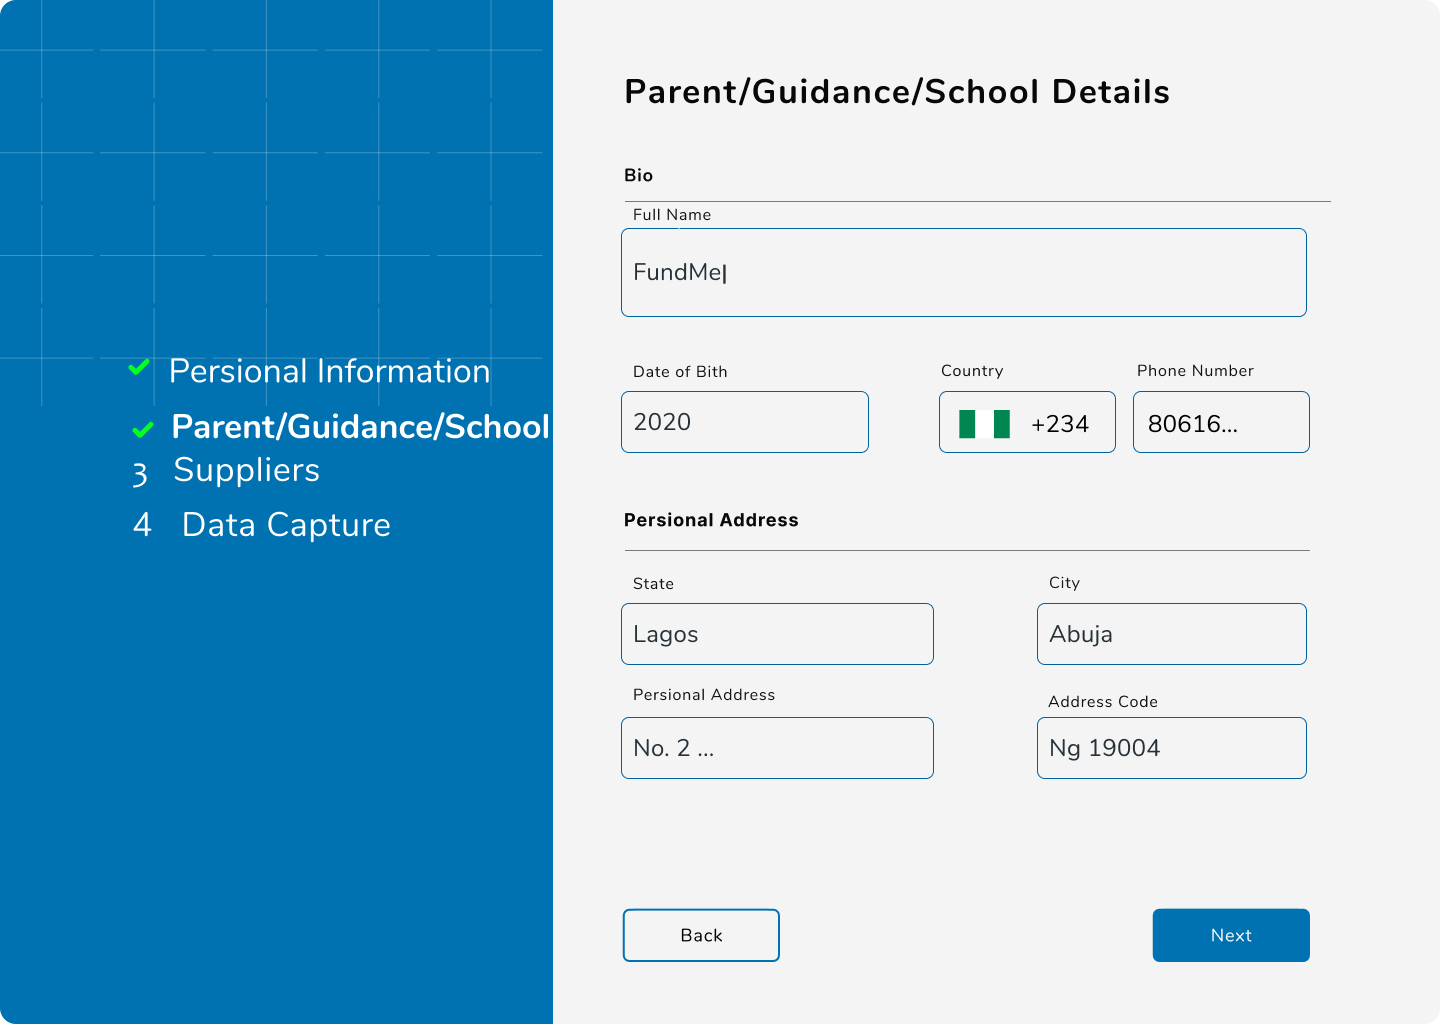 Persional Information
Parent/Guidance/School
3 Suppliers
4 Data Capture
Parent/Guidance/School Details
Bio
Full Name
FundMe
Date of Bith
Country
Phone Number
2020
+234
80616...
Persional Address
State
City
Lagos
Abuja
Persional Address
Address Code
No. 2 ...
Ng 19004
Back
Next